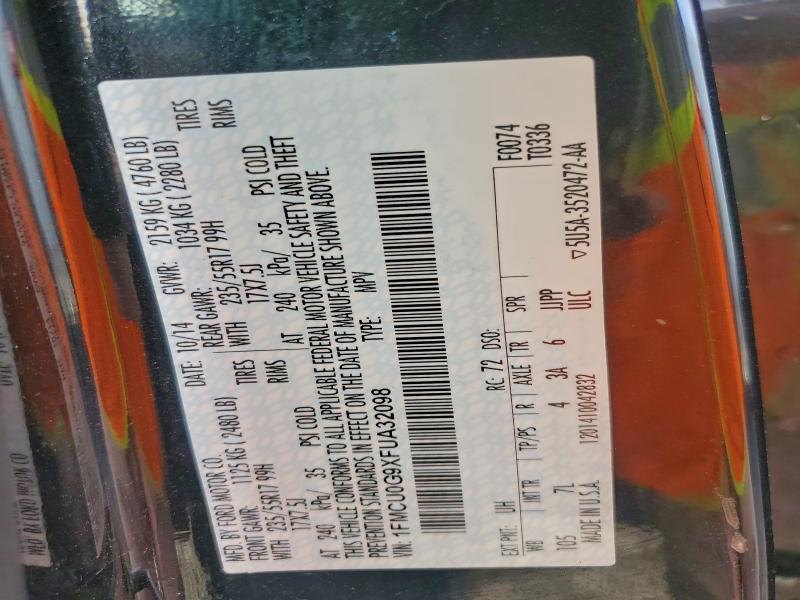 MFD. BY FORD MOTOR CO.
DATE: 10/14 GVWR: 2159 KG ( 4760 LB)
FRONT GAWR: 1125 KG ( 2480 LB) REAR GAWR: 1034 KG ( 2280 LB)
WITH 235/55R17 99H TIRES WITH 235/55R17 99H TIRES
17X7.5J RIMS 17X7.5J RIMS
AT 240 kPa/ 35 PSI COLD AT 240 kPa/ 35 PSI COLD
THIS VEHICLE CONFORMS TO ALL APPLICABLE FEDERAL MOTOR VEHICLE SAFETY AND THEFT
PREVENTION STANDARDS IN EFFECT ON THE DATE OF MANUFACTURE SHOWN ABOVE.
VIN: 1FMCU0G9XFUA32098 TYPE: MPV
EXT PNT: UH RC: 72 DSO: F0074
WB INT TR TP/PS R AXLE TR SPR T0336
105 7L 4 3A 6 JJPP
MADE IN U.S.A. 1201410042832 ULC ▽5U5A-3520472-AA